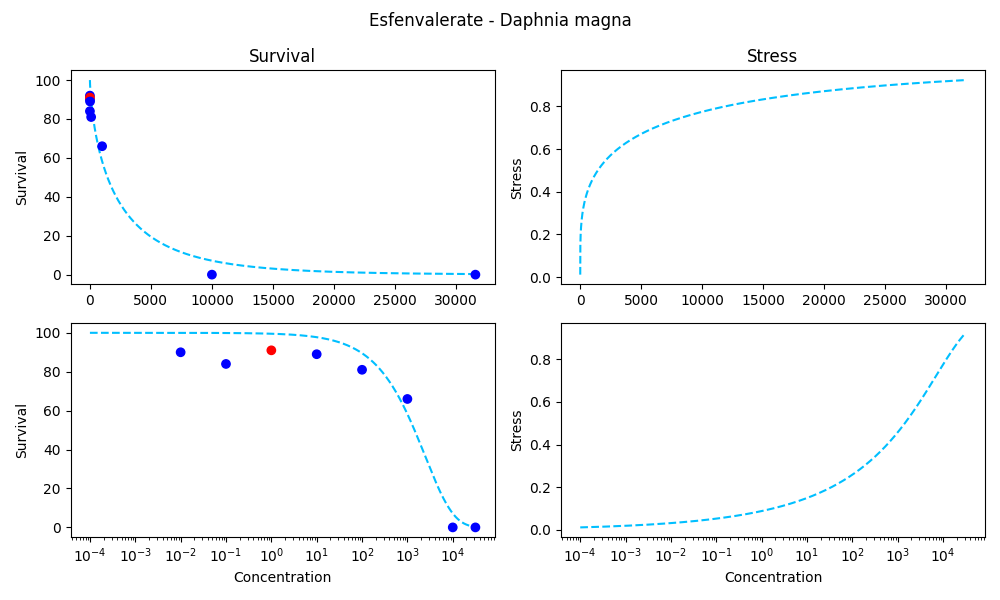 Esfenvalerate - Daphnia magna
Survival
Stress
Survival
100
80
60
40
20
0
0 5000 10000 15000 20000 25000 30000
Stress
0.8
0.6
0.4
0.2
0.0
0 5000 10000 15000 20000 25000 30000
Survival
100
80
60
40
20
0
10⁻⁴ 10⁻³ 10⁻² 10⁻¹ 10⁰ 10¹ 10² 10³ 10⁴
Concentration
Stress
0.8
0.6
0.4
0.2
0.0
10⁻⁴ 10⁻³ 10⁻² 10⁻¹ 10⁰ 10¹ 10² 10³ 10⁴
Concentration